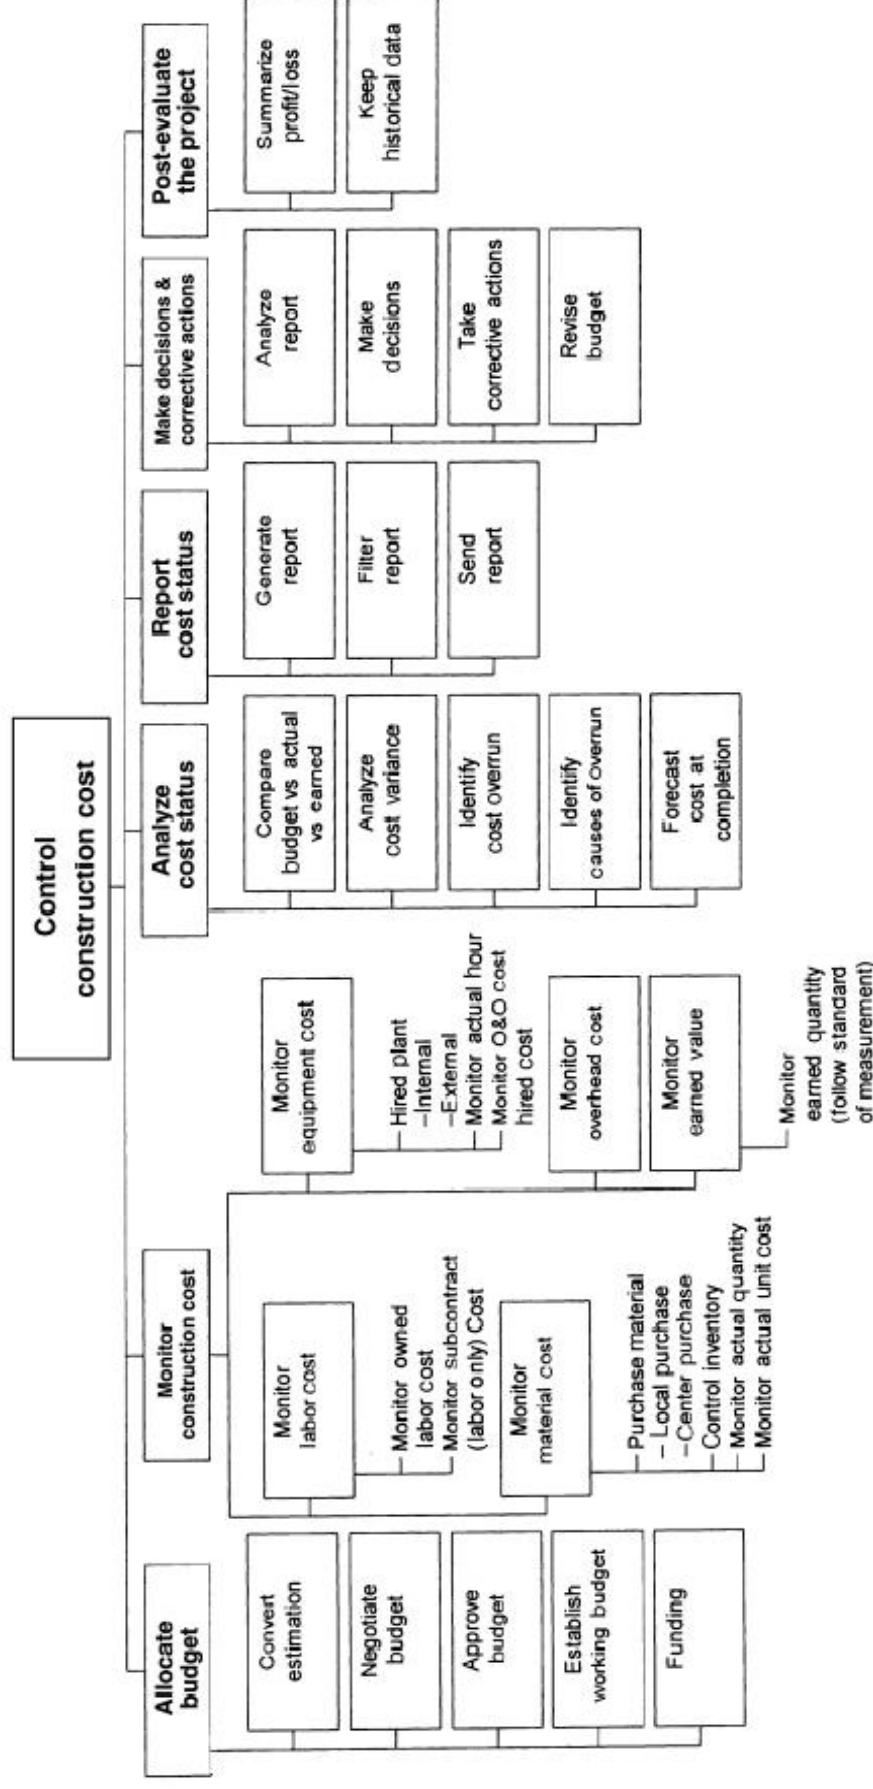 Control
construction cost
Allocate
budget
Convert
estimation
Negotiate
budget
Approve
budget
Establish
working budget
Funding
Monitor
construction cost
Monitor
labor cost
Monitor owned
labor cost
Monitor subcontract
(labor only) Cost
Monitor
material cost
Purchase material
– Local purchase
–Center purchase
Control inventory
Monitor actual quantity
Monitor actual unit cost
Monitor
equipment cost
Hired plant
–Internal
–External
Monitor actual hour
Monitor O&O cost
hired cost
Monitor
overhead cost
Monitor
earned value
Monitor
earned quantity
(follow standard
of measurement)
Analyze
cost status
Compare
budget vs actual
vs earned
Analyze
cost variance
Identify
cost overrun
Identify
causes of overrun
Forecast
cost at
completion
Report
cost status
Generate
report
Filter
report
Send
report
Make decisions &
corrective actions
Analyze
report
Make
decisions
Take
corrective actions
Revise
budget
Post-evaluate
the project
Summarize
profit/loss
Keep
historical data